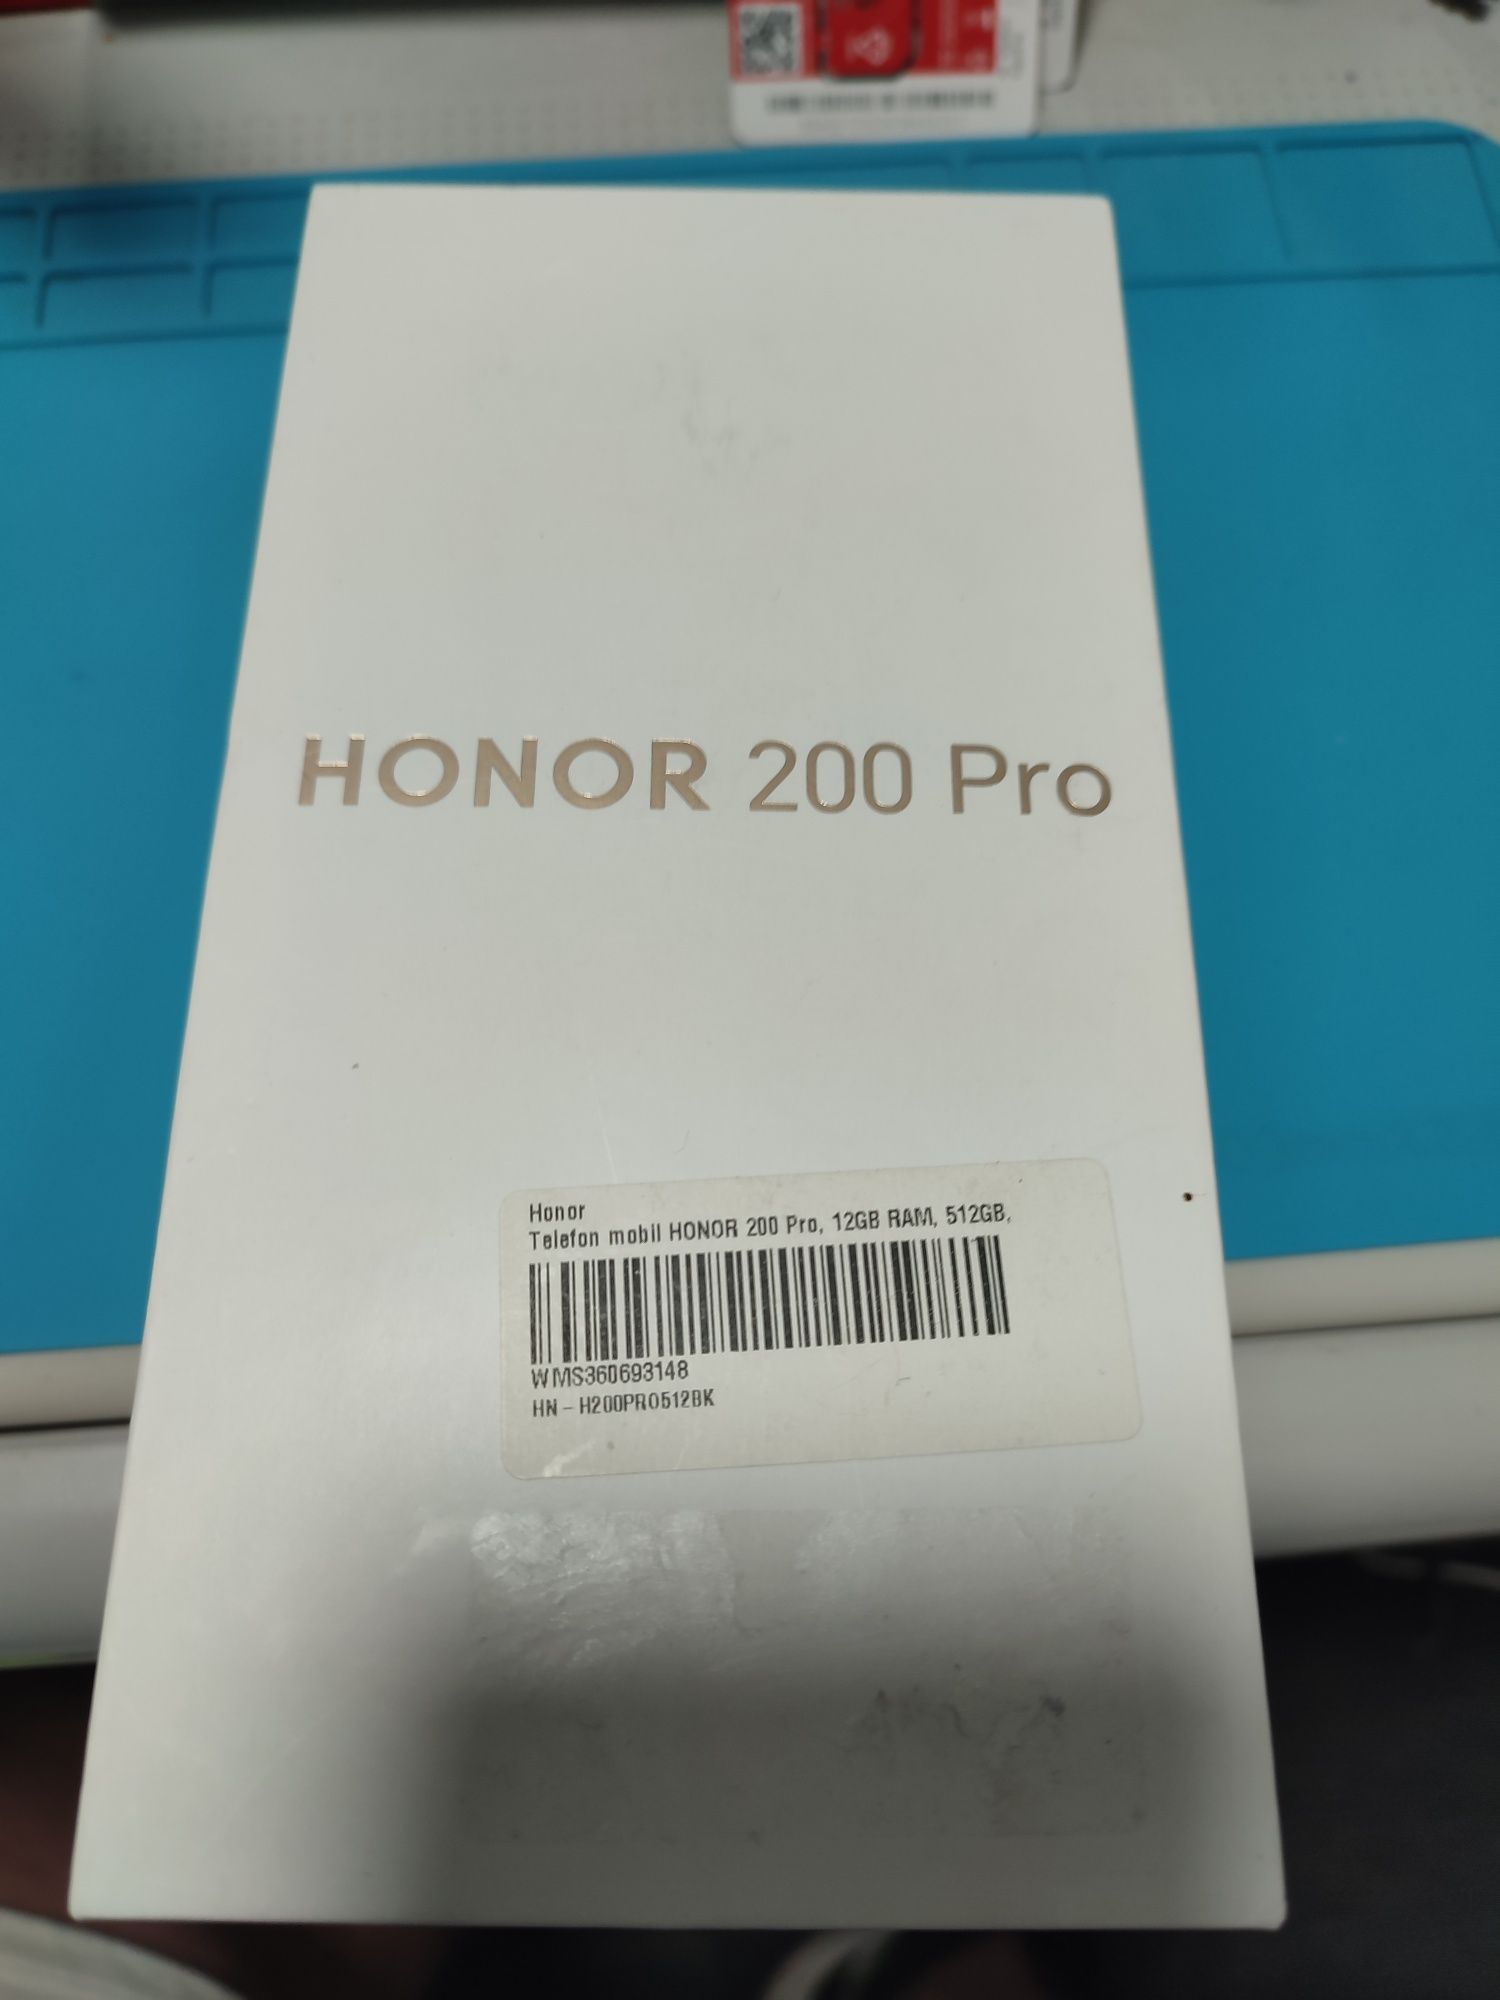 HONOR 200 Pro
Honor
Telefon mobil HONOR 200 Pro, 12GB RAM, 512GB,
WMS360693148
HN - H200PRO512BK